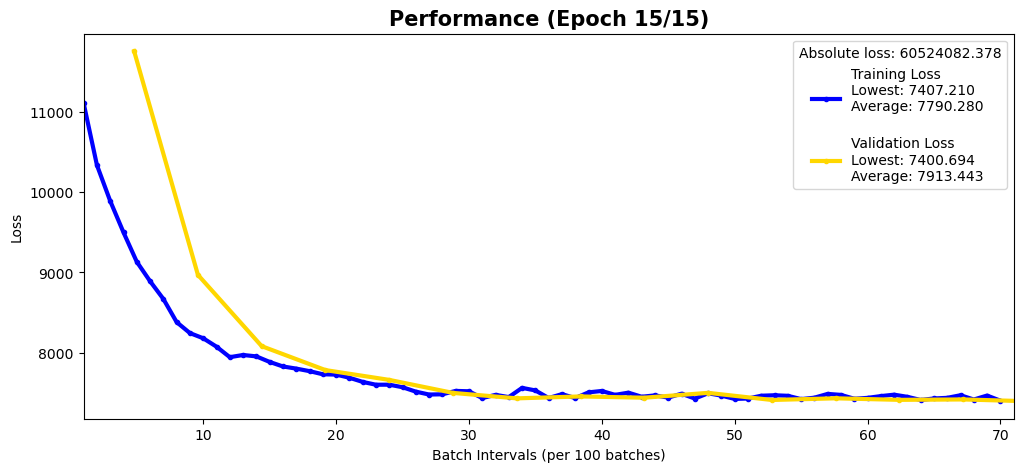 Performance (Epoch 15/15)
Absolute loss: 60524082.378
Training Loss
Lowest: 7407.210
Average: 7790.280
Validation Loss
Lowest: 7400.694
Average: 7913.443
Loss
11000
10000
9000
8000
10 20 30 40 50 60 70
Batch Intervals (per 100 batches)